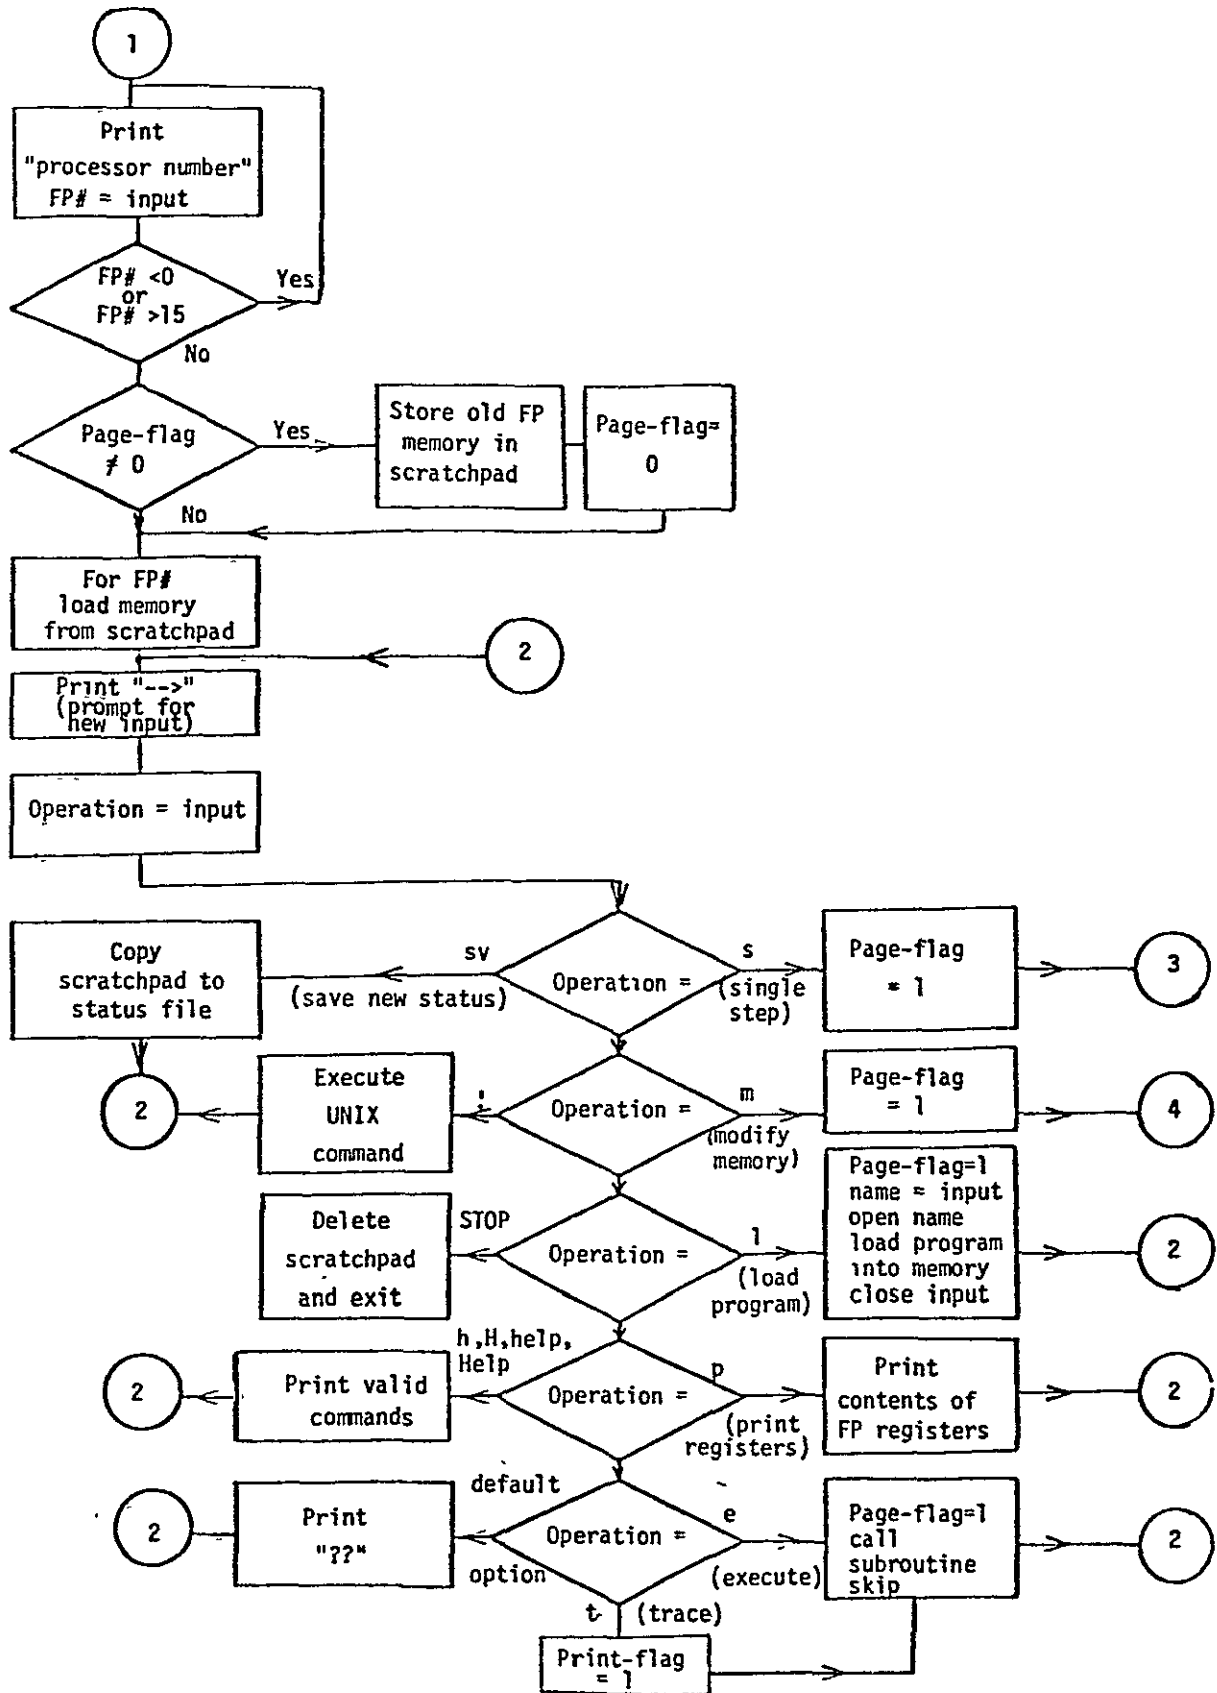 1
Print
"processor number"
FP# = input
FP# <0
or
FP# >15
Yes
No
Page-flag
≠ 0
Yes
Store old FP
memory in
scratchpad
Page-flag=
0
No
For FP#
load memory
from scratchpad
2
Print "-->"
(prompt for
new input)
Operation = input
Copy
scratchpad to
status file
sv
(save new status)
Operation =
s
(single
step)
Page-flag
= 1
3
2
Execute
UNIX
command
!
Operation =
m
(modify
memory)
Page-flag
= 1
4
Delete
scratchpad
and exit
STOP
Operation =
l
(load
program)
Page-flag=1
name = input
open name
load program
into memory
close input
2
2
Print valid
commands
h,H,help,
Help
Operation =
p
(print
registers)
Print
contents of
FP registers
2
2
Print
"??"
default
option
Operation =
e
(execute)
Page-flag=1
call
subroutine
skip
2
t (trace)
Print-flag
= 1